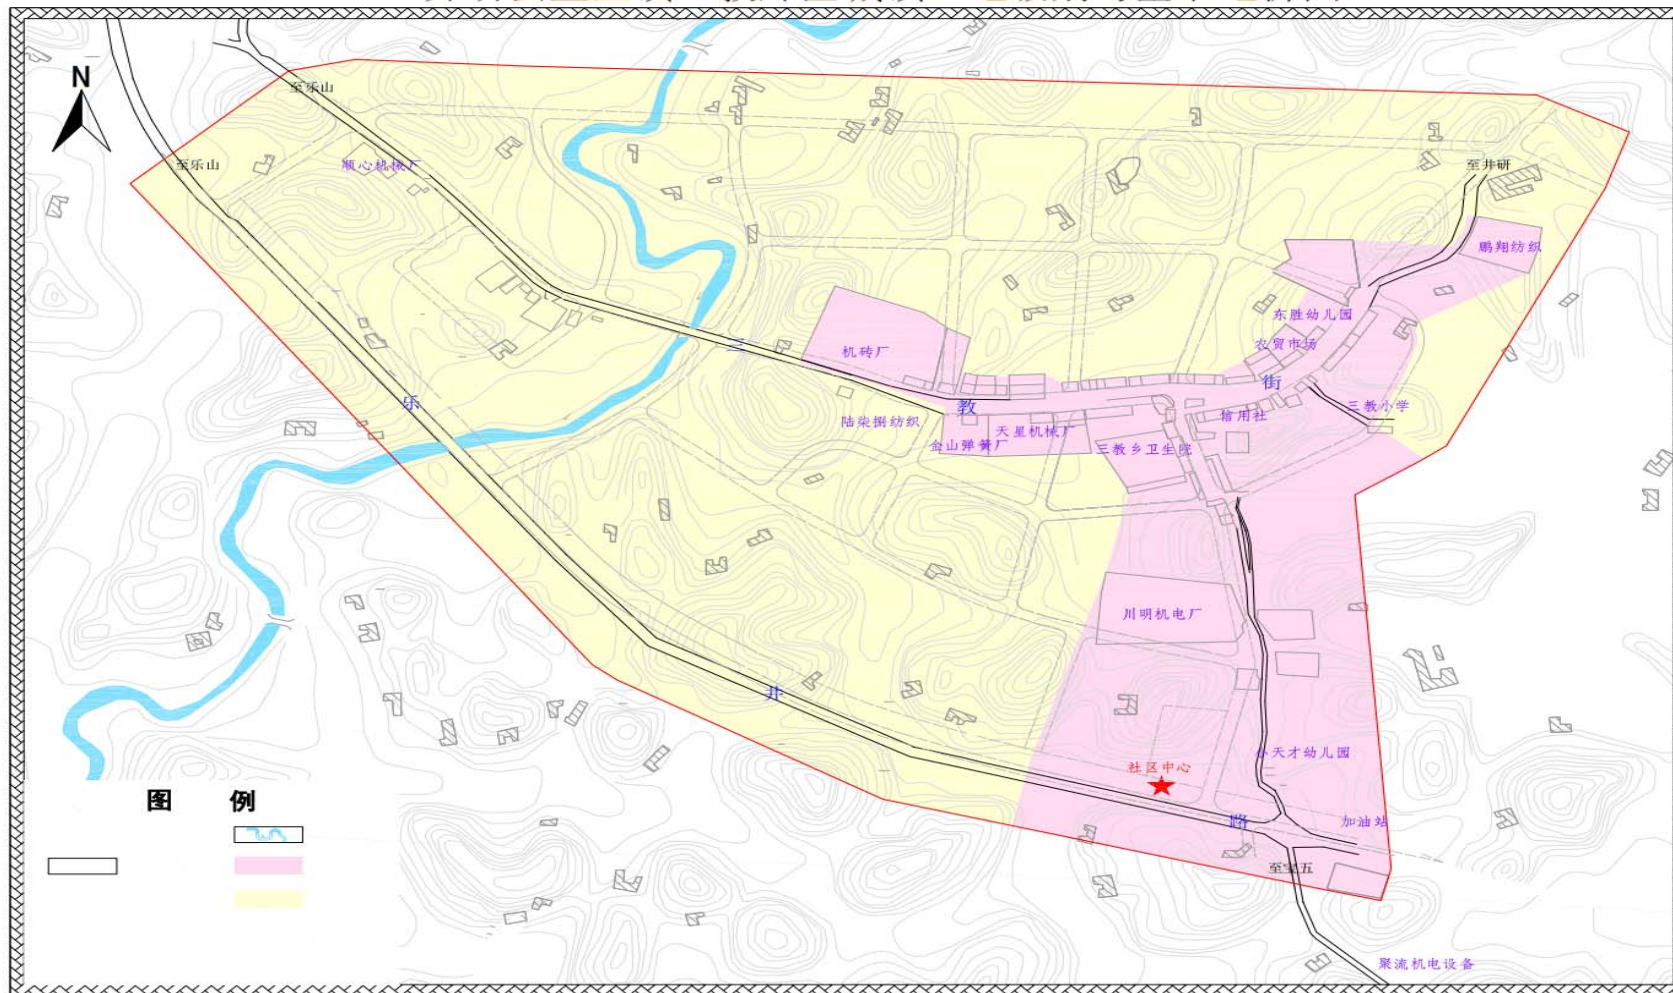 N
至乐山
至乐山
顺心机械厂
至井研
鹏翔纺织
东胜幼儿园
农贸市场
三
机砖厂
街
乐
教
三教小学
信用社
陆柒捌纺织
天星机械厂
金山弹簧厂
三教乡卫生院
川明机电厂
井
小天才幼儿园
社区中心
图 例
路
加油站
至宝五
聚流机电设备